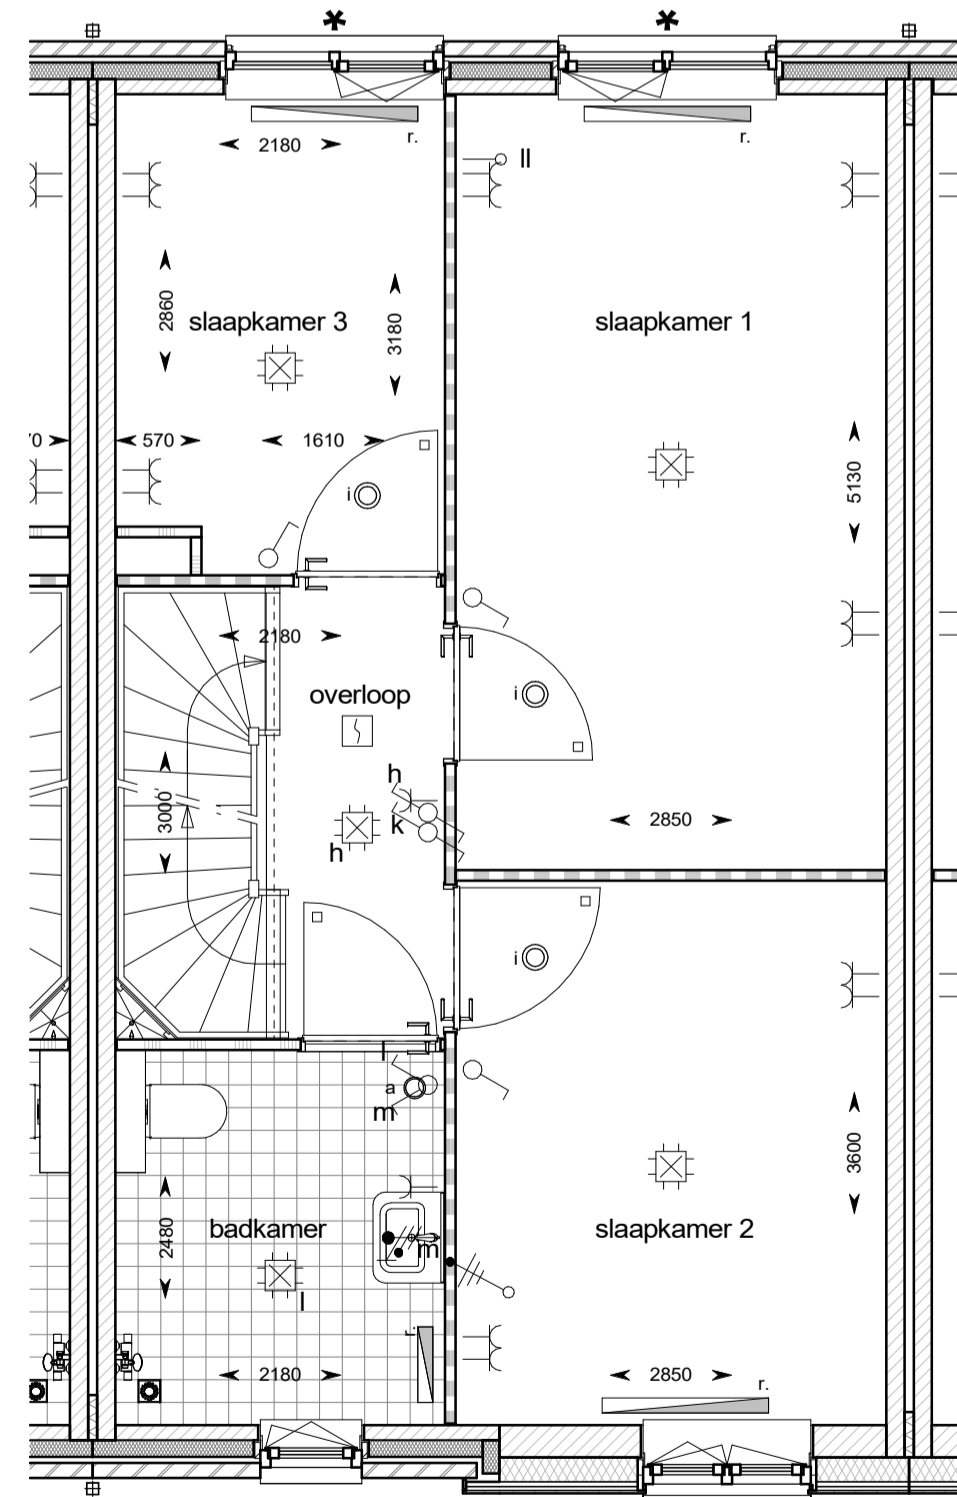 * *
r. r.
2180
ll
2860
slaapkamer 3
3180
slaapkamer 1
70 570 1610
5130
i
2180
overloop
i
h
3000
k
h
2850
i
l
a
m
3600
2480
badkamer
m
slaapkamer 2
l
r.
2180
2850
r.